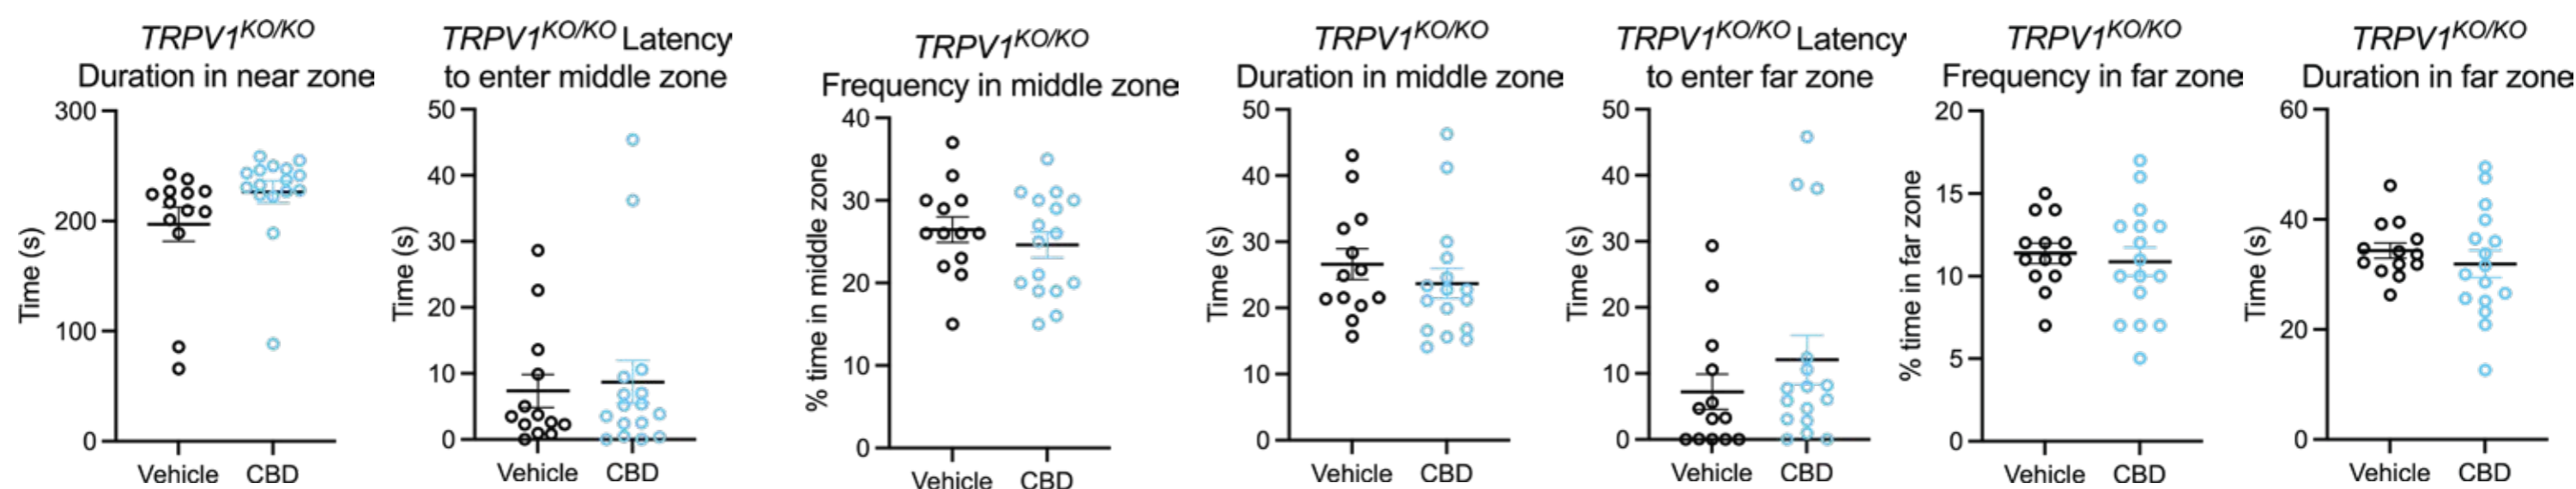 TRPV1KO/KO
Duration in near zone
Time (s)
300
200
100
0
Vehicle CBD
TRPV1KO/KO Latency
to enter middle zone
Time (s)
50
40
30
20
10
0
Vehicle CBD
TRPV1KO/KO
Frequency in middle zone
% time in middle zone
40
30
20
10
0
Vehicle CBD
TRPV1KO/KO
Duration in middle zone
Time (s)
50
40
30
20
10
0
Vehicle CBD
TRPV1KO/KO Latency
to enter far zone
Time (s)
50
40
30
20
10
0
Vehicle CBD
TRPV1KO/KO
Frequency in far zone
% time in far zone
20
15
10
5
0
Vehicle CBD
TRPV1KO/KO
Duration in far zone
Time (s)
60
40
20
0
Vehicle CBD